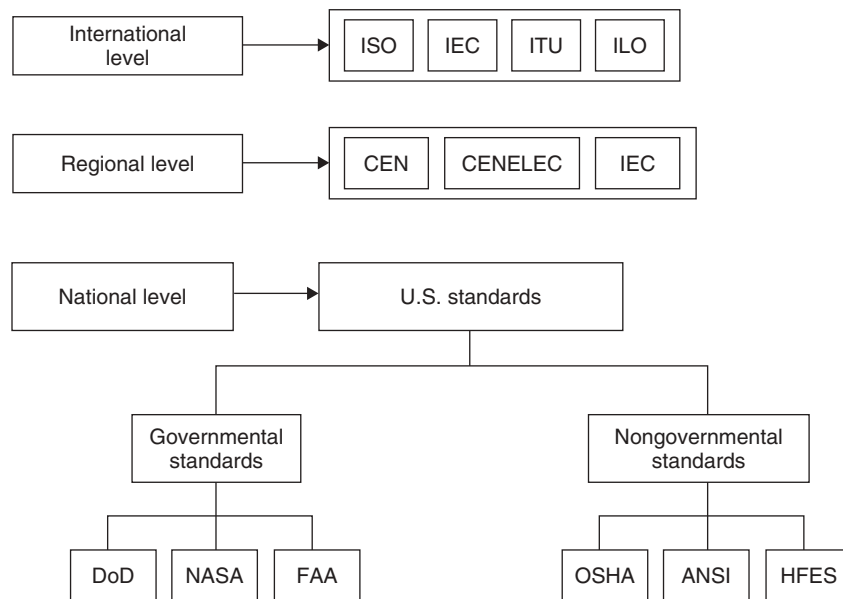 International
level
ISO IEC ITU ILO
Regional level
CEN CENELEC IEC
National level
U.S. standards
Governmental
standards
Nongovernmental
standards
DoD NASA FAA
OSHA ANSI HFES